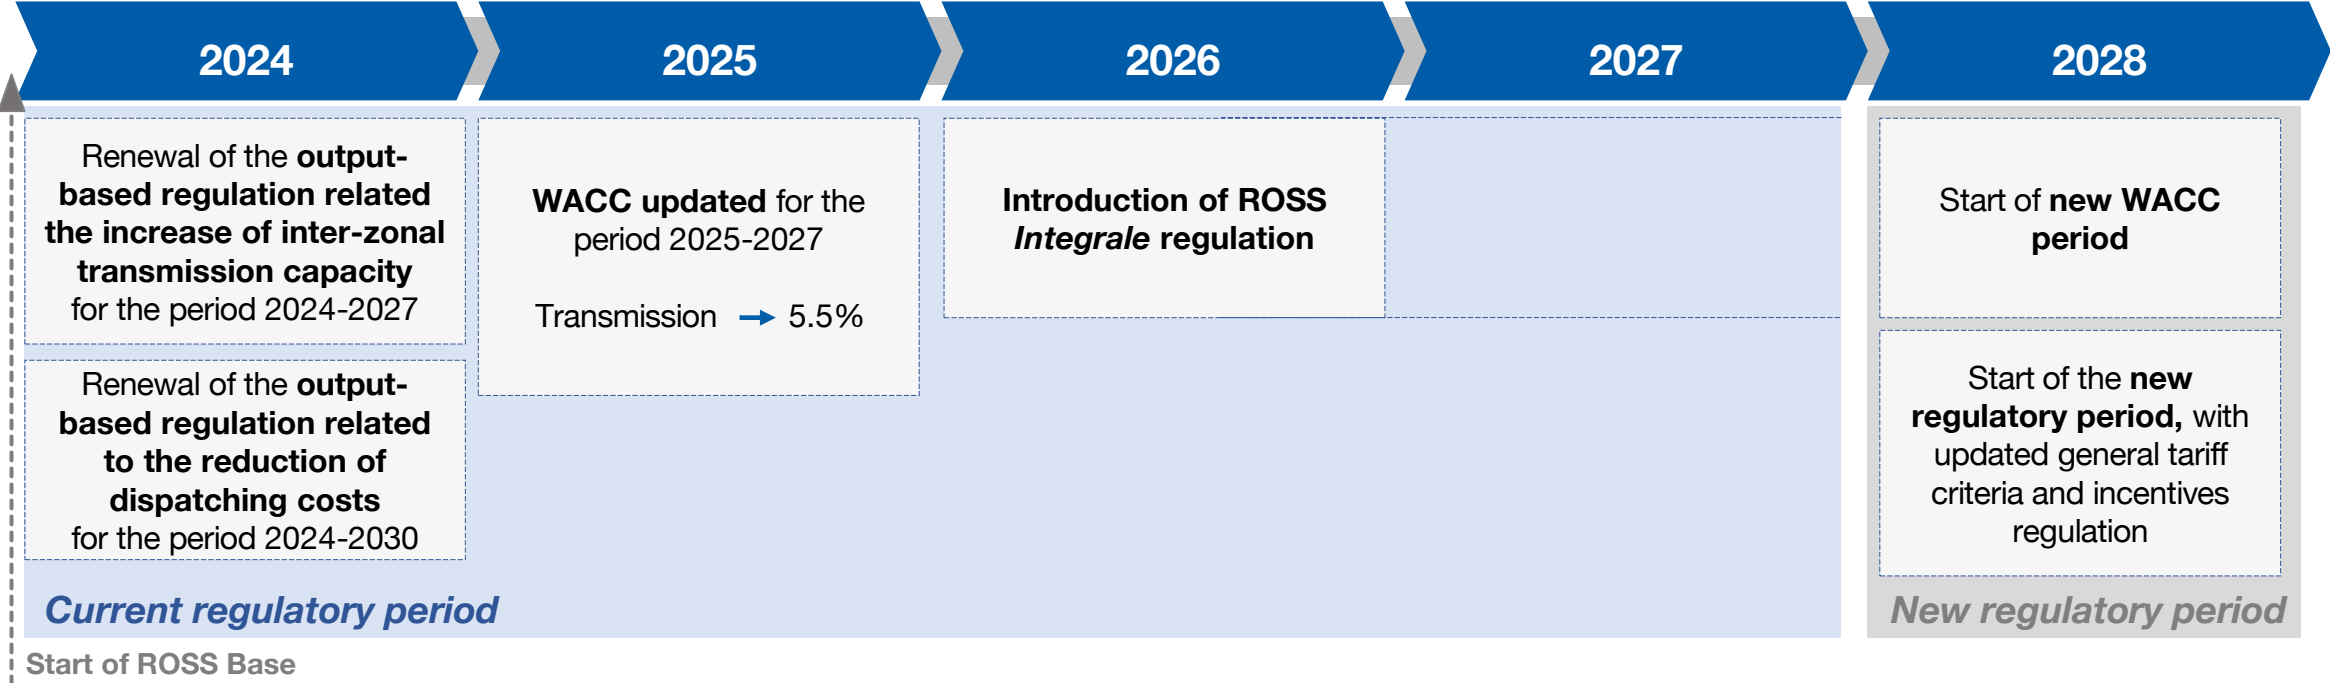 2024
2025
2026
2027
2028
Renewal of the output-
based regulation related
the increase of inter-zonal
transmission capacity
for the period 2024-2027
Renewal of the output-
based regulation related
to the reduction of
dispatching costs
for the period 2024-2030
WACC updated for the
period 2025-2027
Transmission → 5.5%
Introduction of ROSS
Integrale regulation
Start of new WACC
period
Start of the new
regulatory period, with
updated general tariff
criteria and incentives
regulation
Current regulatory period
New regulatory period
Start of ROSS Base